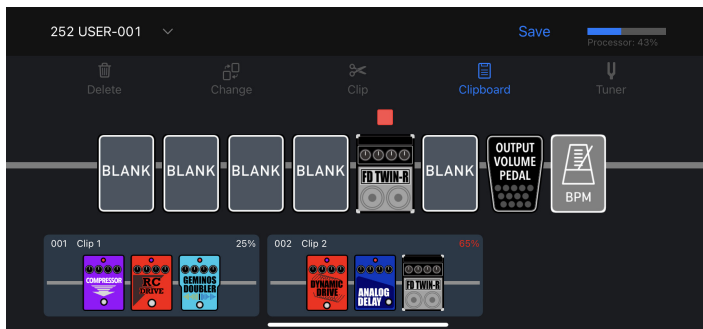 252 USER-001
Save
Processor: 43%
Delete
Change
Clip
Clipboard
Tuner
BLANK
BLANK
BLANK
BLANK
FD TWIN-R
BLANK
OUTPUT
VOLUME
PEDAL
BPM
001 Clip 1 25%
COMPRESSOR
RC
DRIVE
GEMINOS
DOUBLER
002 Clip 2 65%
DYNAMIC
DRIVE
ANALOG
DELAY
FD TWIN-R